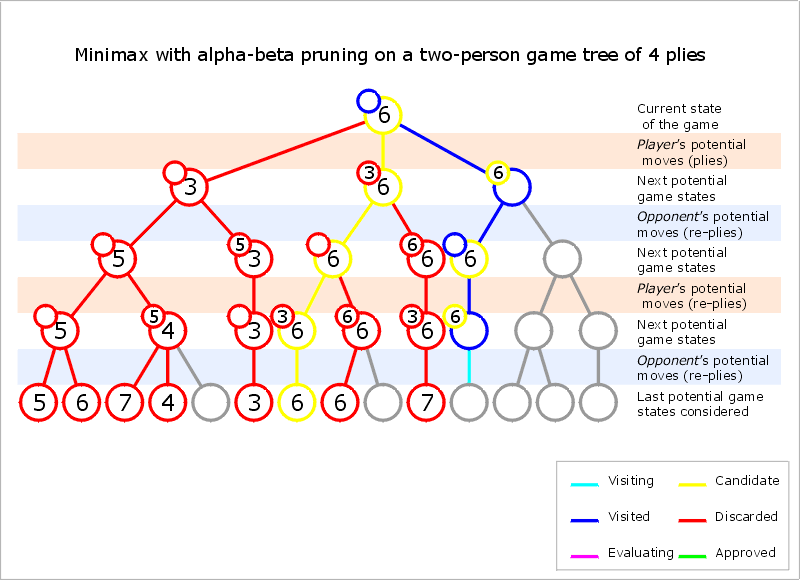 Minimax with alpha-beta pruning on a two-person game tree of 4 plies
6
Current state
of the game
Player's potential
moves (plies)
3
3
6
6
Next potential
game states
Opponent's potential
moves (re-plies)
5
5
3
6
6
6
6
Next potential
game states
Player's potential
moves (re-plies)
5
5
4
3
3
6
6
6
3
6
6
Next potential
game states
Opponent's potential
moves (re-plies)
5
6
7
4
3
6
6
7
Last potential game
states considered
Visiting
Candidate
Visited
Discarded
Evaluating
Approved